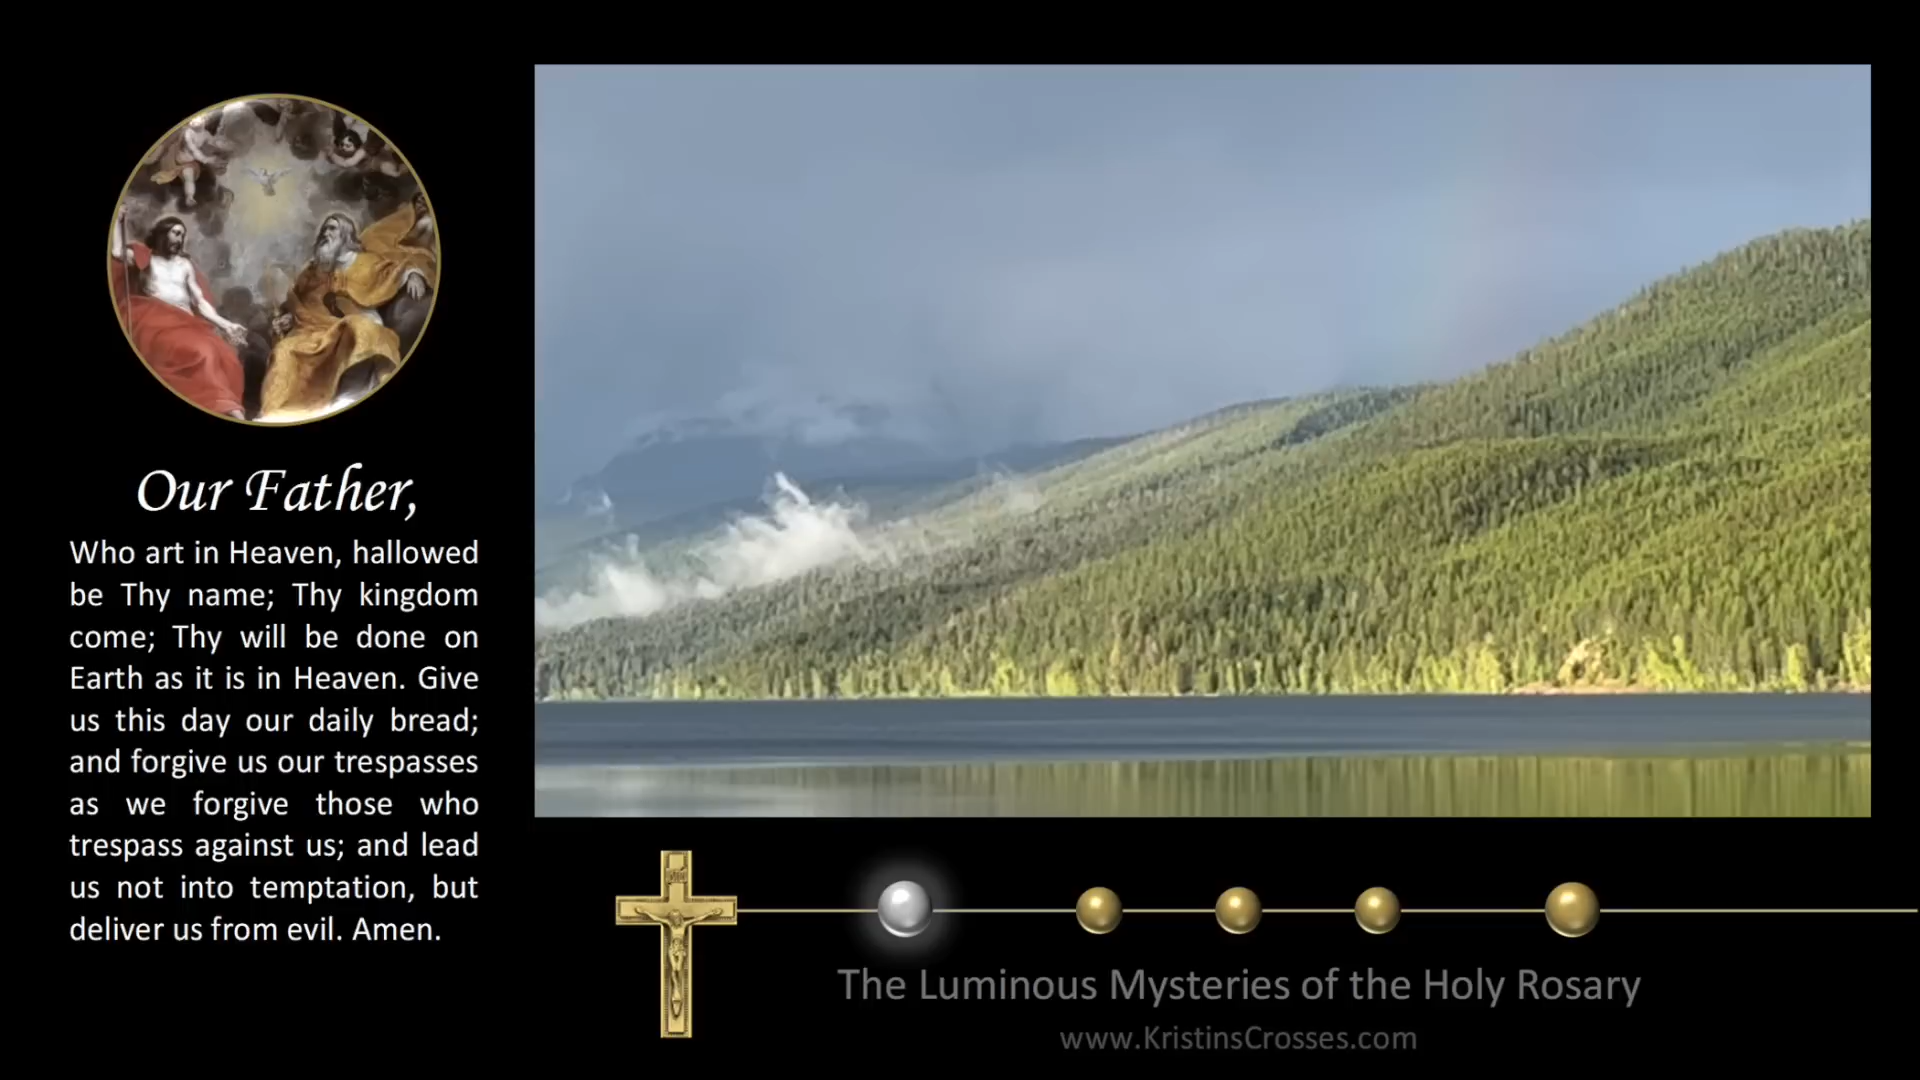 Our Father,
Who art in Heaven, hallowed
be Thy name; Thy kingdom
come; Thy will be done on
Earth as it is in Heaven. Give
us this day our daily bread;
and forgive us our trespasses
as we forgive those who
trespass against us; and lead
us not into temptation, but
deliver us from evil. Amen.
The Luminous Mysteries of the Holy Rosary
www.KristinsCrosses.com